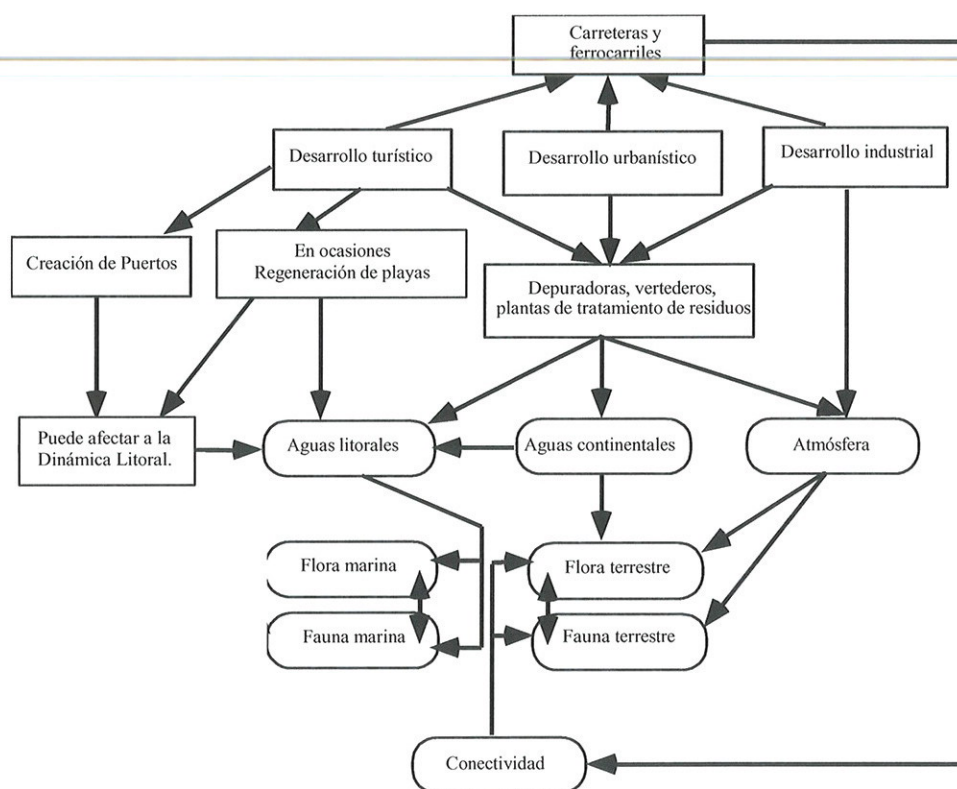 Carreteras y
ferrocarriles
Desarrollo turístico
Desarrollo urbanístico
Desarrollo industrial
Creación de Puertos
En ocasiones
Regeneración de playas
Depuradoras, vertederos,
plantas de tratamiento de residuos
Puede afectar a la
Dinámica Litoral.
Aguas litorales
Aguas continentales
Atmósfera
Flora marina
Flora terrestre
Fauna marina
Fauna terrestre
Conectividad